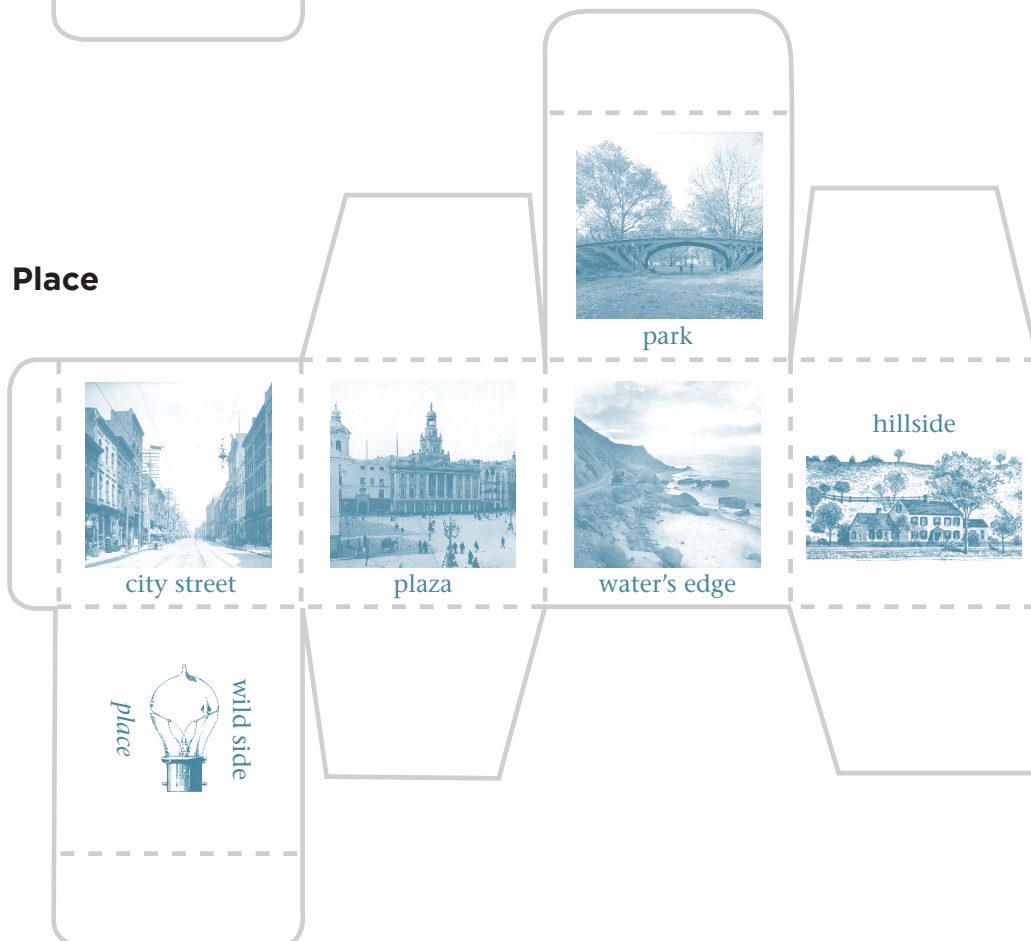 Place
park
hillside
city street
plaza
water's edge
wild side
place